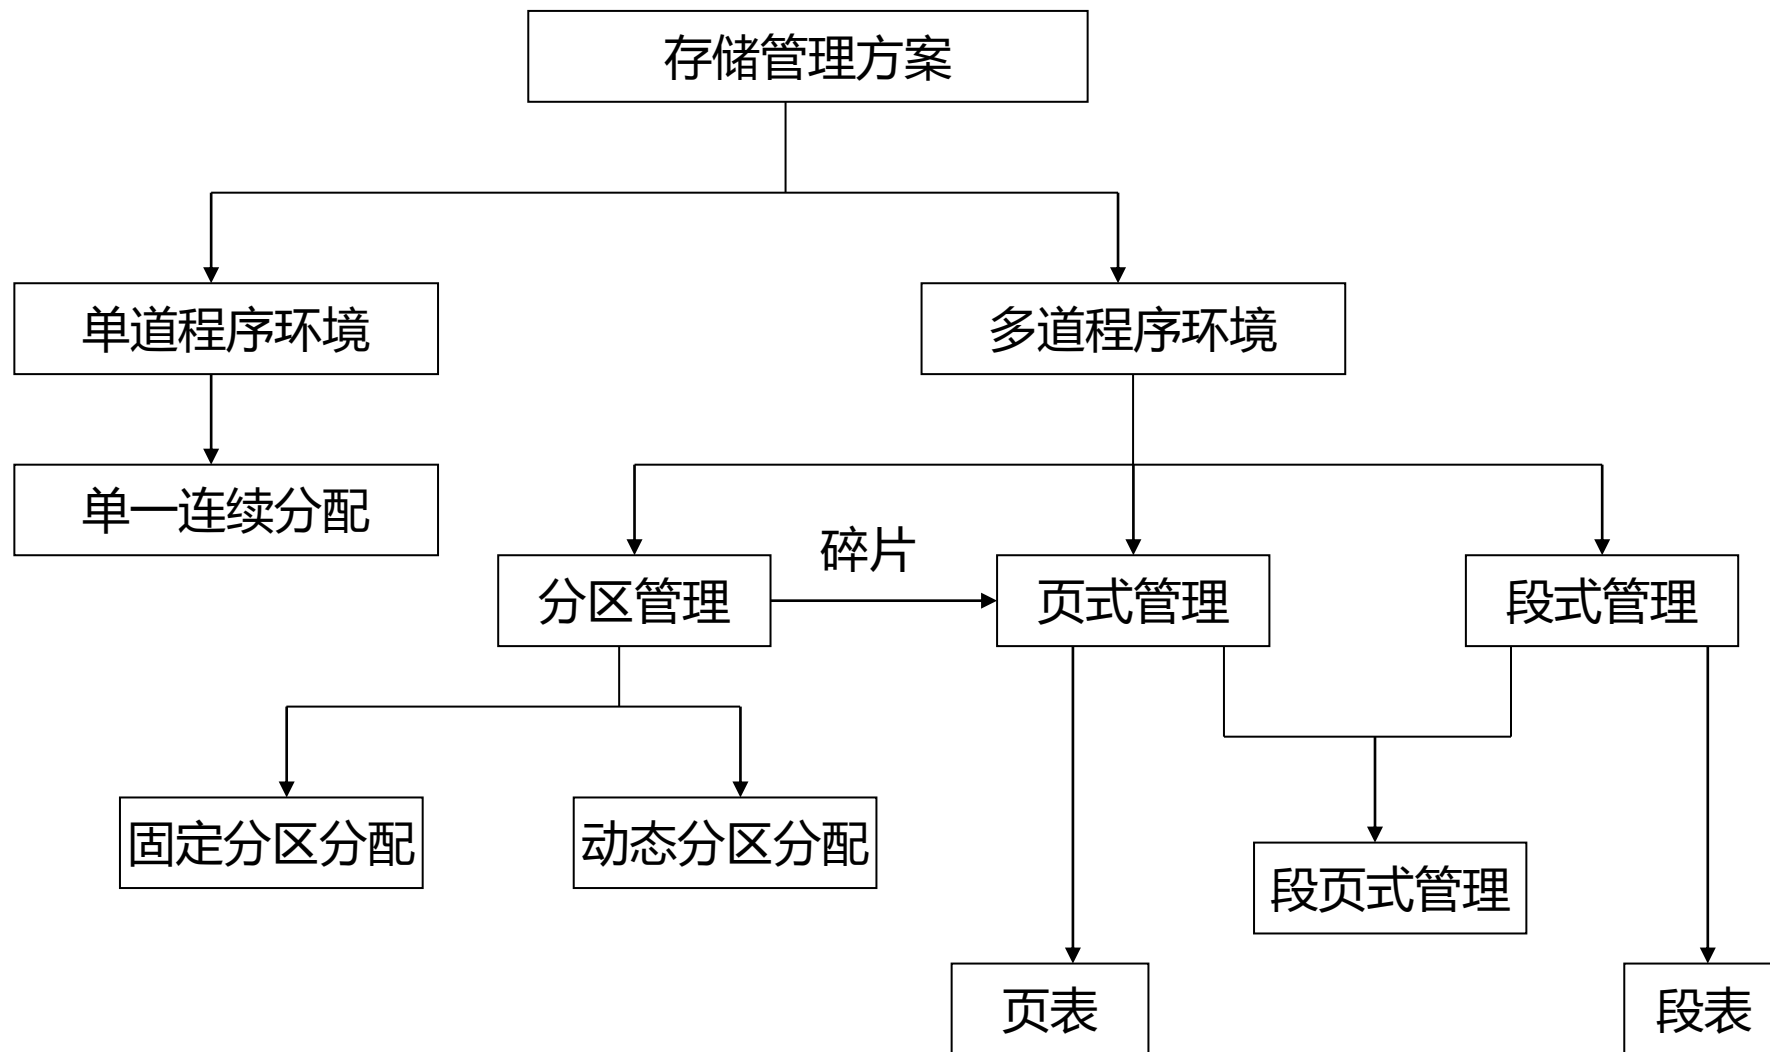 存储管理方案
单道程序环境
多道程序环境
单一连续分配
碎片
分区管理
页式管理
段式管理
固定分区分配
动态分区分配
段页式管理
页表
段表